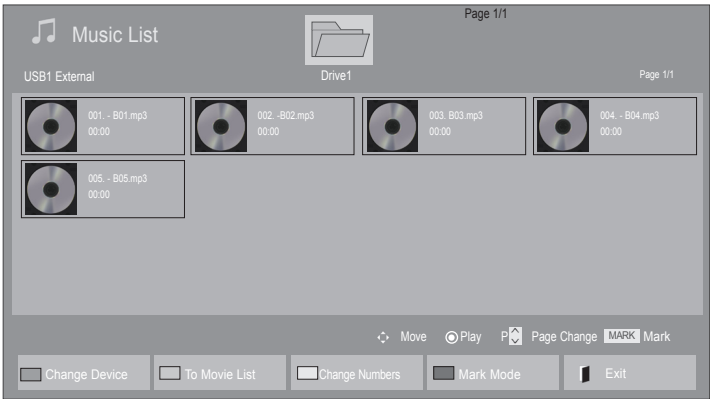 Page 1/1
Music List
USB1 External
Drive1
Page 1/1
001. - B01.mp3
00:00
002. -B02.mp3
00:00
003. B03.mp3
00:00
004. - B04.mp3
00:00
005. - B05.mp3
00:00
Move Play P Page Change MARK Mark
Change Device To Movie List Change Numbers Mark Mode Exit